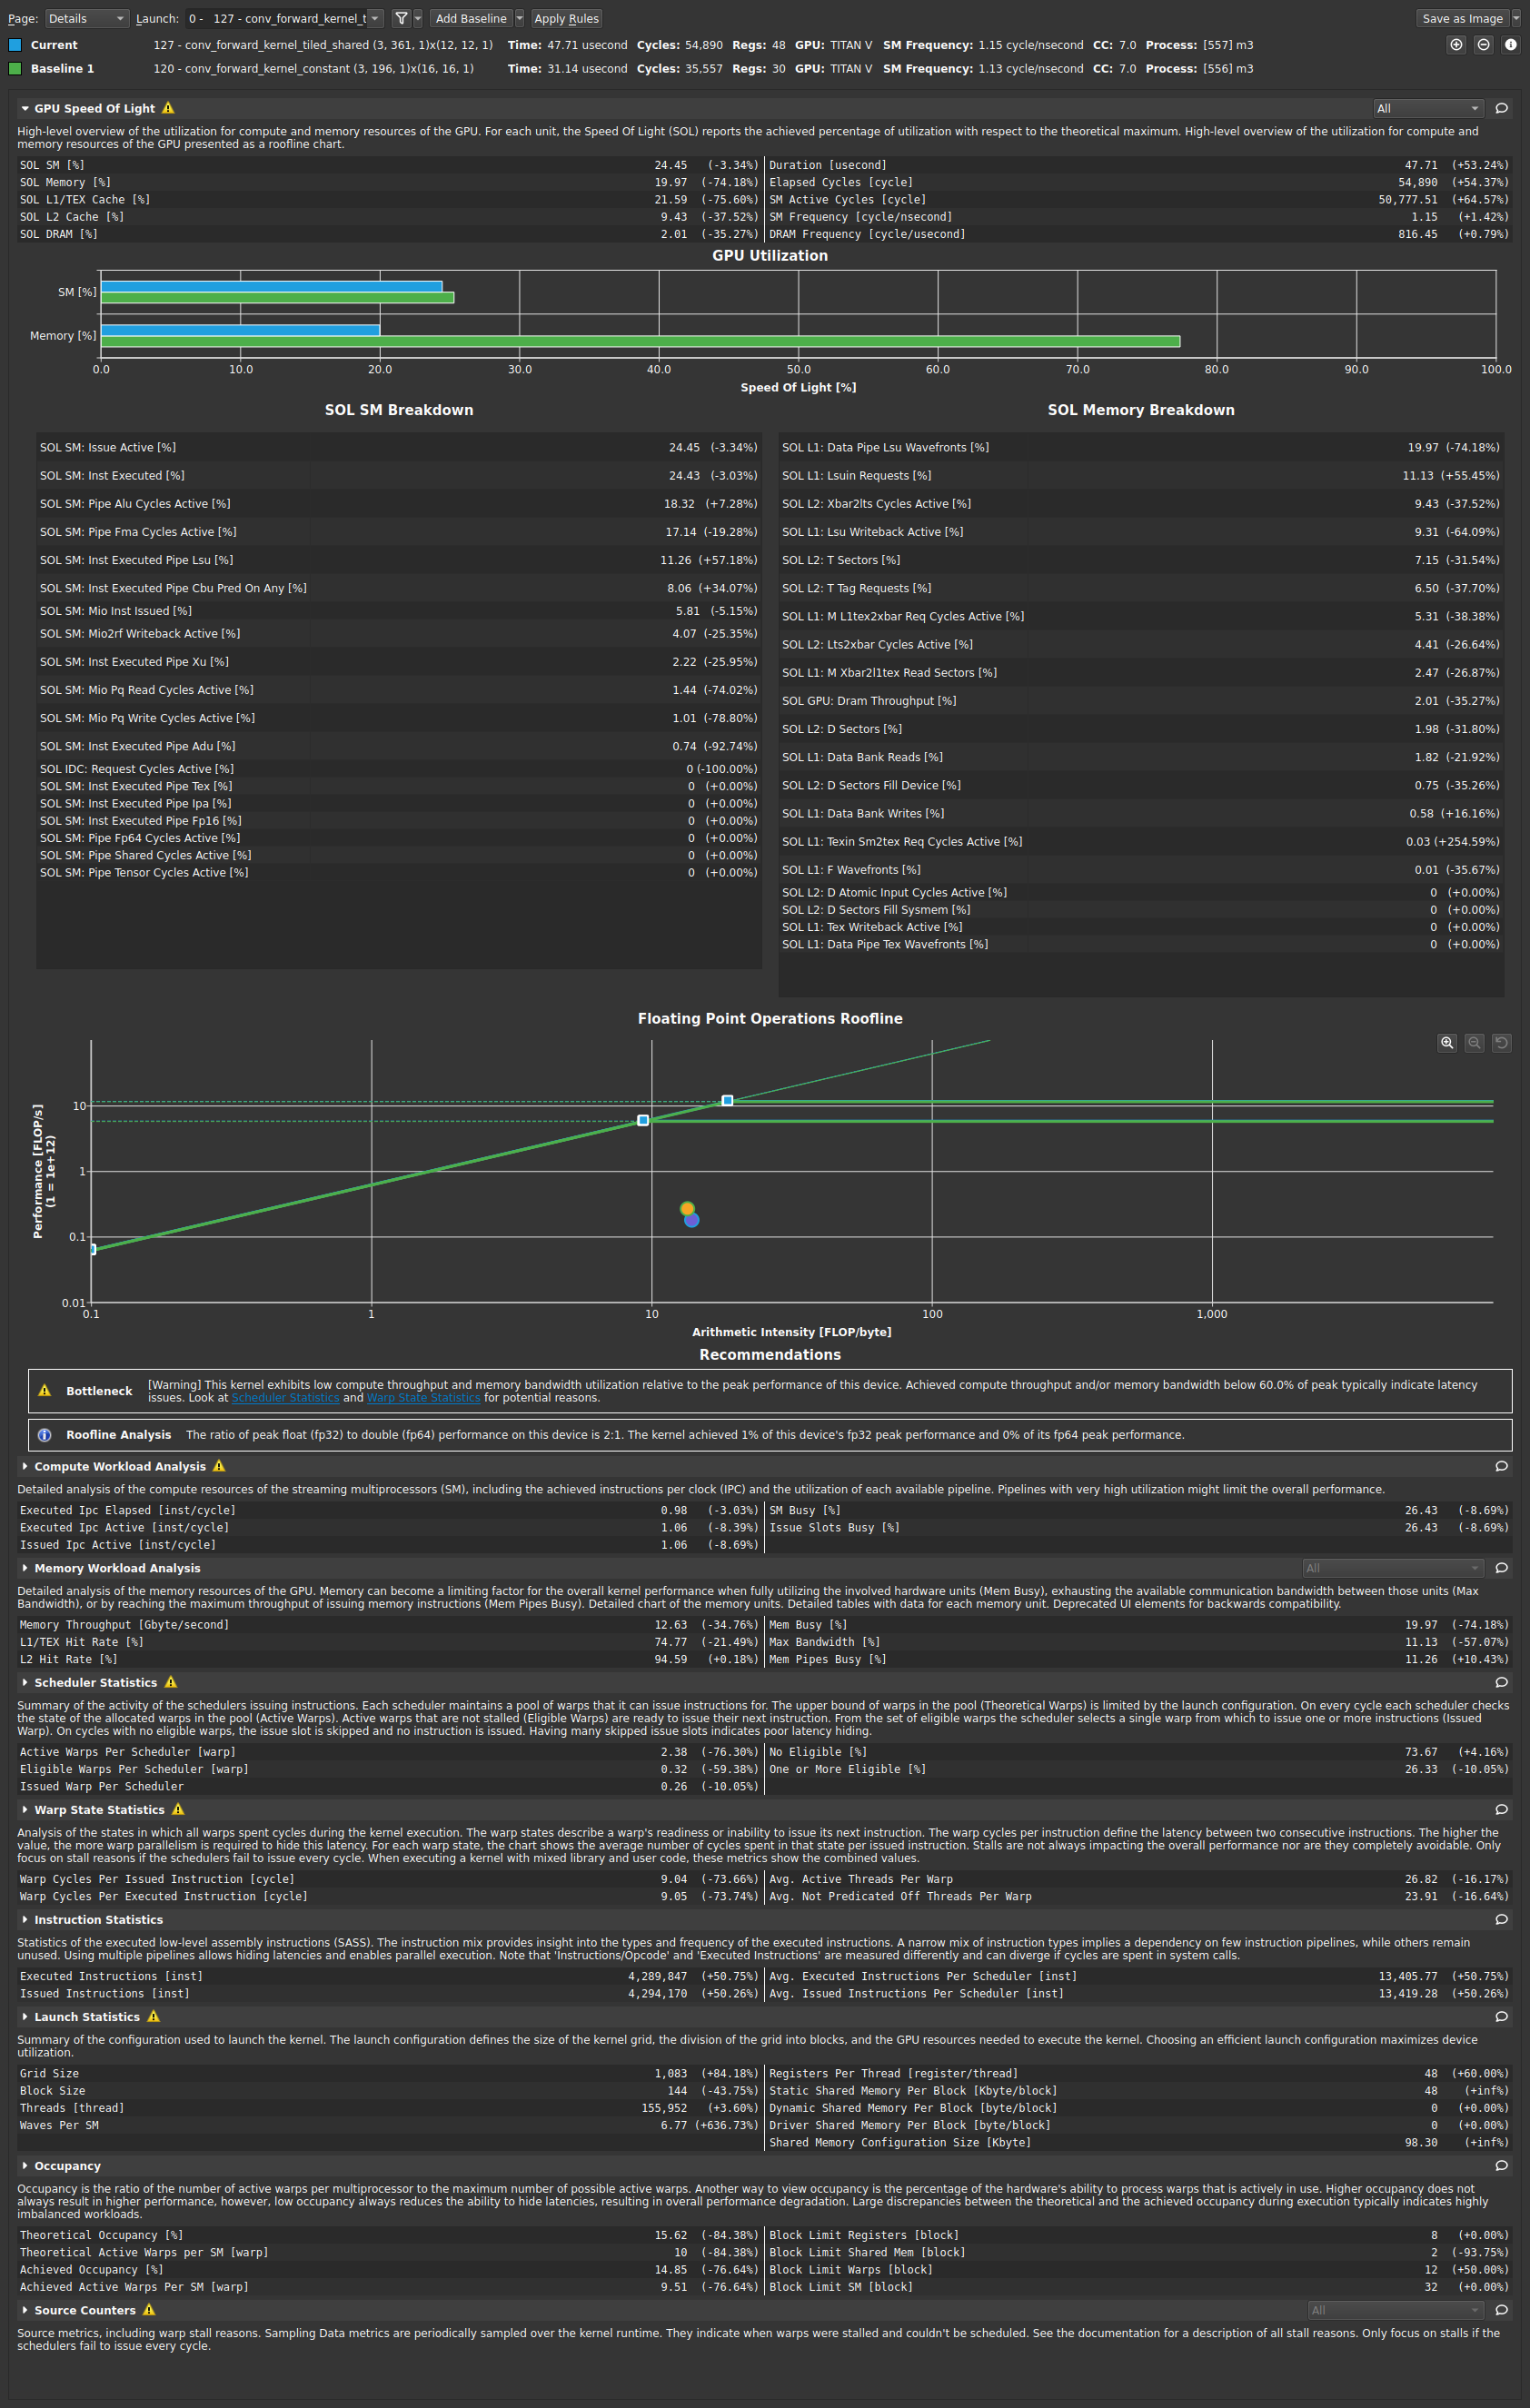 Page: Details Launch: 0 - 127 - conv_forward_kernel_t Add Baseline Apply Rules Save as Image
Current 127 - conv_forward_kernel_tiled_shared (3, 361, 1)x(12, 12, 1) Time: 47.71 usecond Cycles: 54,890 Regs: 48 GPU: TITAN V SM Frequency: 1.15 cycle/nsecond CC: 7.0 Process: [557] m3
Baseline 1 120 - conv_forward_kernel_constant (3, 196, 1)x(16, 16, 1) Time: 31.14 usecond Cycles: 35,557 Regs: 30 GPU: TITAN V SM Frequency: 1.13 cycle/nsecond CC: 7.0 Process: [556] m3
GPU Speed Of Light All
High-level overview of the utilization for compute and memory resources of the GPU. For each unit, the Speed Of Light (SOL) reports the achieved percentage of utilization with respect to the theoretical maximum. High-level overview of the utilization for compute and
memory resources of the GPU presented as a roofline chart.
SOL SM [%] 24.45 (-3.34%) Duration [usecond] 47.71 (+53.24%)
SOL Memory [%] 19.97 (-74.18%) Elapsed Cycles [cycle] 54,890 (+54.37%)
SOL L1/TEX Cache [%] 21.59 (-75.60%) SM Active Cycles [cycle] 50,777.51 (+64.57%)
SOL L2 Cache [%] 9.43 (-37.52%) SM Frequency [cycle/nsecond] 1.15 (+1.42%)
SOL DRAM [%] 2.01 (-35.27%) DRAM Frequency [cycle/usecond] 816.45 (+0.79%)
GPU Utilization
SM [%]
Memory [%]
0.0 10.0 20.0 30.0 40.0 50.0 60.0 70.0 80.0 90.0 100.0
Speed Of Light [%]
SOL SM Breakdown
SOL SM: Issue Active [%] 24.45 (-3.34%)
SOL SM: Inst Executed [%] 24.43 (-3.03%)
SOL SM: Pipe Alu Cycles Active [%] 18.32 (+7.28%)
SOL SM: Pipe Fma Cycles Active [%] 17.14 (-19.28%)
SOL SM: Inst Executed Pipe Lsu [%] 11.26 (+57.18%)
SOL SM: Inst Executed Pipe Cbu Pred On Any [%] 8.06 (+34.07%)
SOL SM: Mio Inst Issued [%] 5.81 (-5.15%)
SOL SM: Mio2rf Writeback Active [%] 4.07 (-25.35%)
SOL SM: Inst Executed Pipe Xu [%] 2.22 (-25.95%)
SOL SM: Mio Pq Read Cycles Active [%] 1.44 (-74.02%)
SOL SM: Mio Pq Write Cycles Active [%] 1.01 (-78.80%)
SOL SM: Inst Executed Pipe Adu [%] 0.74 (-92.74%)
SOL IDC: Request Cycles Active [%] 0 (-100.00%)
SOL SM: Inst Executed Pipe Tex [%] 0 (+0.00%)
SOL SM: Inst Executed Pipe Ipa [%] 0 (+0.00%)
SOL SM: Inst Executed Pipe Fp16 [%] 0 (+0.00%)
SOL SM: Pipe Fp64 Cycles Active [%] 0 (+0.00%)
SOL SM: Pipe Shared Cycles Active [%] 0 (+0.00%)
SOL SM: Pipe Tensor Cycles Active [%] 0 (+0.00%)
SOL Memory Breakdown
SOL L1: Data Pipe Lsu Wavefronts [%] 19.97 (-74.18%)
SOL L1: Lsuin Requests [%] 11.13 (+55.45%)
SOL L2: Xbar2lts Cycles Active [%] 9.43 (-37.52%)
SOL L1: Lsu Writeback Active [%] 9.31 (-64.09%)
SOL L2: T Sectors [%] 7.15 (-31.54%)
SOL L2: T Tag Requests [%] 6.50 (-37.70%)
SOL L1: M L1tex2xbar Req Cycles Active [%] 5.31 (-38.38%)
SOL L2: Lts2xbar Cycles Active [%] 4.41 (-26.64%)
SOL L1: M Xbar2l1tex Read Sectors [%] 2.47 (-26.87%)
SOL GPU: Dram Throughput [%] 2.01 (-35.27%)
SOL L2: D Sectors [%] 1.98 (-31.80%)
SOL L1: Data Bank Reads [%] 1.82 (-21.92%)
SOL L2: D Sectors Fill Device [%] 0.75 (-35.26%)
SOL L1: Data Bank Writes [%] 0.58 (+16.16%)
SOL L1: Texin Sm2tex Req Cycles Active [%] 0.03 (+254.59%)
SOL L1: F Wavefronts [%] 0.01 (-35.67%)
SOL L2: D Atomic Input Cycles Active [%] 0 (+0.00%)
SOL L2: D Sectors Fill Sysmem [%] 0 (+0.00%)
SOL L1: Tex Writeback Active [%] 0 (+0.00%)
SOL L1: Data Pipe Tex Wavefronts [%] 0 (+0.00%)
Floating Point Operations Roofline
Performance [FLOP/s]
(1 = 1e+12)
10
1
0.1
0.01
0.1 1 10 100 1,000
Arithmetic Intensity [FLOP/byte]
Recommendations
Bottleneck [Warning] This kernel exhibits low compute throughput and memory bandwidth utilization relative to the peak performance of this device. Achieved compute throughput and/or memory bandwidth below 60.0% of peak typically indicate latency
issues. Look at Scheduler Statistics and Warp State Statistics for potential reasons.
Roofline Analysis The ratio of peak float (fp32) to double (fp64) performance on this device is 2:1. The kernel achieved 1% of this device's fp32 peak performance and 0% of its fp64 peak performance.
Compute Workload Analysis
Detailed analysis of the compute resources of the streaming multiprocessors (SM), including the achieved instructions per clock (IPC) and the utilization of each available pipeline. Pipelines with very high utilization might limit the overall performance.
Executed Ipc Elapsed [inst/cycle] 0.98 (-3.03%) SM Busy [%] 26.43 (-8.69%)
Executed Ipc Active [inst/cycle] 1.06 (-8.39%) Issue Slots Busy [%] 26.43 (-8.69%)
Issued Ipc Active [inst/cycle] 1.06 (-8.69%)
Memory Workload Analysis All
Detailed analysis of the memory resources of the GPU. Memory can become a limiting factor for the overall kernel performance when fully utilizing the involved hardware units (Mem Busy), exhausting the available communication bandwidth between those units (Max
Bandwidth), or by reaching the maximum throughput of issuing memory instructions (Mem Pipes Busy). Detailed chart of the memory units. Detailed tables with data for each memory unit. Deprecated UI elements for backwards compatibility.
Memory Throughput [Gbyte/second] 12.63 (-34.76%) Mem Busy [%] 19.97 (-74.18%)
L1/TEX Hit Rate [%] 74.77 (-21.49%) Max Bandwidth [%] 11.13 (-57.07%)
L2 Hit Rate [%] 94.59 (+0.18%) Mem Pipes Busy [%] 11.26 (+10.43%)
Scheduler Statistics
Summary of the activity of the schedulers issuing instructions. Each scheduler maintains a pool of warps that it can issue instructions for. The upper bound of warps in the pool (Theoretical Warps) is limited by the launch configuration. On every cycle each scheduler checks
the state of the allocated warps in the pool (Active Warps). Active warps that are not stalled (Eligible Warps) are ready to issue their next instruction. From the set of eligible warps the scheduler selects a single warp from which to issue one or more instructions (Issued
Warp). On cycles with no eligible warps, the issue slot is skipped and no instruction is issued. Having many skipped issue slots indicates poor latency hiding.
Active Warps Per Scheduler [warp] 2.38 (-76.30%) No Eligible [%] 73.67 (+4.16%)
Eligible Warps Per Scheduler [warp] 0.32 (-59.38%) One or More Eligible [%] 26.33 (-10.05%)
Issued Warp Per Scheduler 0.26 (-10.05%)
Warp State Statistics
Analysis of the states in which all warps spent cycles during the kernel execution. The warp states describe a warp's readiness or inability to issue its next instruction. The warp cycles per instruction define the latency between two consecutive instructions. The higher the
value, the more warp parallelism is required to hide this latency. For each warp state, the chart shows the average number of cycles spent in that state per issued instruction. Stalls are not always impacting the overall performance nor are they completely avoidable. Only
focus on stall reasons if the schedulers fail to issue every cycle. When executing a kernel with mixed library and user code, these metrics show the combined values.
Warp Cycles Per Issued Instruction [cycle] 9.04 (-73.66%) Avg. Active Threads Per Warp 26.82 (-16.17%)
Warp Cycles Per Executed Instruction [cycle] 9.05 (-73.74%) Avg. Not Predicated Off Threads Per Warp 23.91 (-16.64%)
Instruction Statistics
Statistics of the executed low-level assembly instructions (SASS). The instruction mix provides insight into the types and frequency of the executed instructions. A narrow mix of instruction types implies a dependency on few instruction pipelines, while others remain
unused. Using multiple pipelines allows hiding latencies and enables parallel execution. Note that 'Instructions/Opcode' and 'Executed Instructions' are measured differently and can diverge if cycles are spent in system calls.
Executed Instructions [inst] 4,289,847 (+50.75%) Avg. Executed Instructions Per Scheduler [inst] 13,405.77 (+50.75%)
Issued Instructions [inst] 4,294,170 (+50.26%) Avg. Issued Instructions Per Scheduler [inst] 13,419.28 (+50.26%)
Launch Statistics
Summary of the configuration used to launch the kernel. The launch configuration defines the size of the kernel grid, the division of the grid into blocks, and the GPU resources needed to execute the kernel. Choosing an efficient launch configuration maximizes device
utilization.
Grid Size 1,083 (+84.18%) Registers Per Thread [register/thread] 48 (+60.00%)
Block Size 144 (-43.75%) Static Shared Memory Per Block [Kbyte/block] 48 (+inf%)
Threads [thread] 155,952 (+3.60%) Dynamic Shared Memory Per Block [byte/block] 0 (+0.00%)
Waves Per SM 6.77 (+636.73%) Driver Shared Memory Per Block [byte/block] 0 (+0.00%)
Shared Memory Configuration Size [Kbyte] 98.30 (+inf%)
Occupancy
Occupancy is the ratio of the number of active warps per multiprocessor to the maximum number of possible active warps. Another way to view occupancy is the percentage of the hardware's ability to process warps that is actively in use. Higher occupancy does not
always result in higher performance, however, low occupancy always reduces the ability to hide latencies, resulting in overall performance degradation. Large discrepancies between the theoretical and the achieved occupancy during execution typically indicates highly
imbalanced workloads.
Theoretical Occupancy [%] 15.62 (-84.38%) Block Limit Registers [block] 8 (+0.00%)
Theoretical Active Warps per SM [warp] 10 (-84.38%) Block Limit Shared Mem [block] 2 (-93.75%)
Achieved Occupancy [%] 14.85 (-76.64%) Block Limit Warps [block] 12 (+50.00%)
Achieved Active Warps Per SM [warp] 9.51 (-76.64%) Block Limit SM [block] 32 (+0.00%)
Source Counters All
Source metrics, including warp stall reasons. Sampling Data metrics are periodically sampled over the kernel runtime. They indicate when warps were stalled and couldn't be scheduled. See the documentation for a description of all stall reasons. Only focus on stalls if the
schedulers fail to issue every cycle.